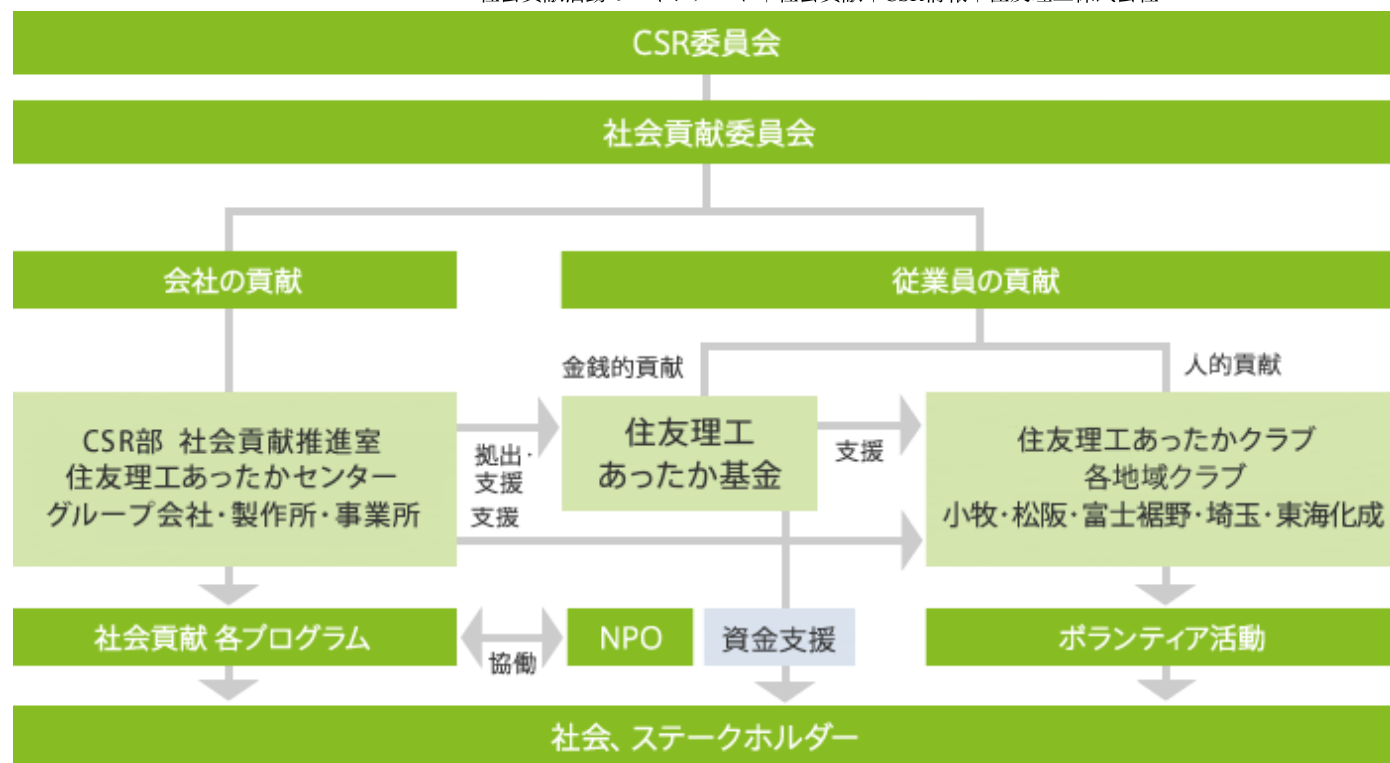 CSR委員会
社会貢献委員会
会社の貢献
従業員の貢献
金銭的貢献
人的貢献
CSR部 社会貢献推進室
住友理工あったかセンター
グループ会社・製作所・事業所
拠出・
支援
支援
住友理工
あったか基金
支援
住友理工あったかクラブ
各地域クラブ
小牧・松阪・富士裾野・埼玉・東海化成
社会貢献 各プログラム
協働
NPO
資金支援
ボランティア活動
社会、ステークホルダー